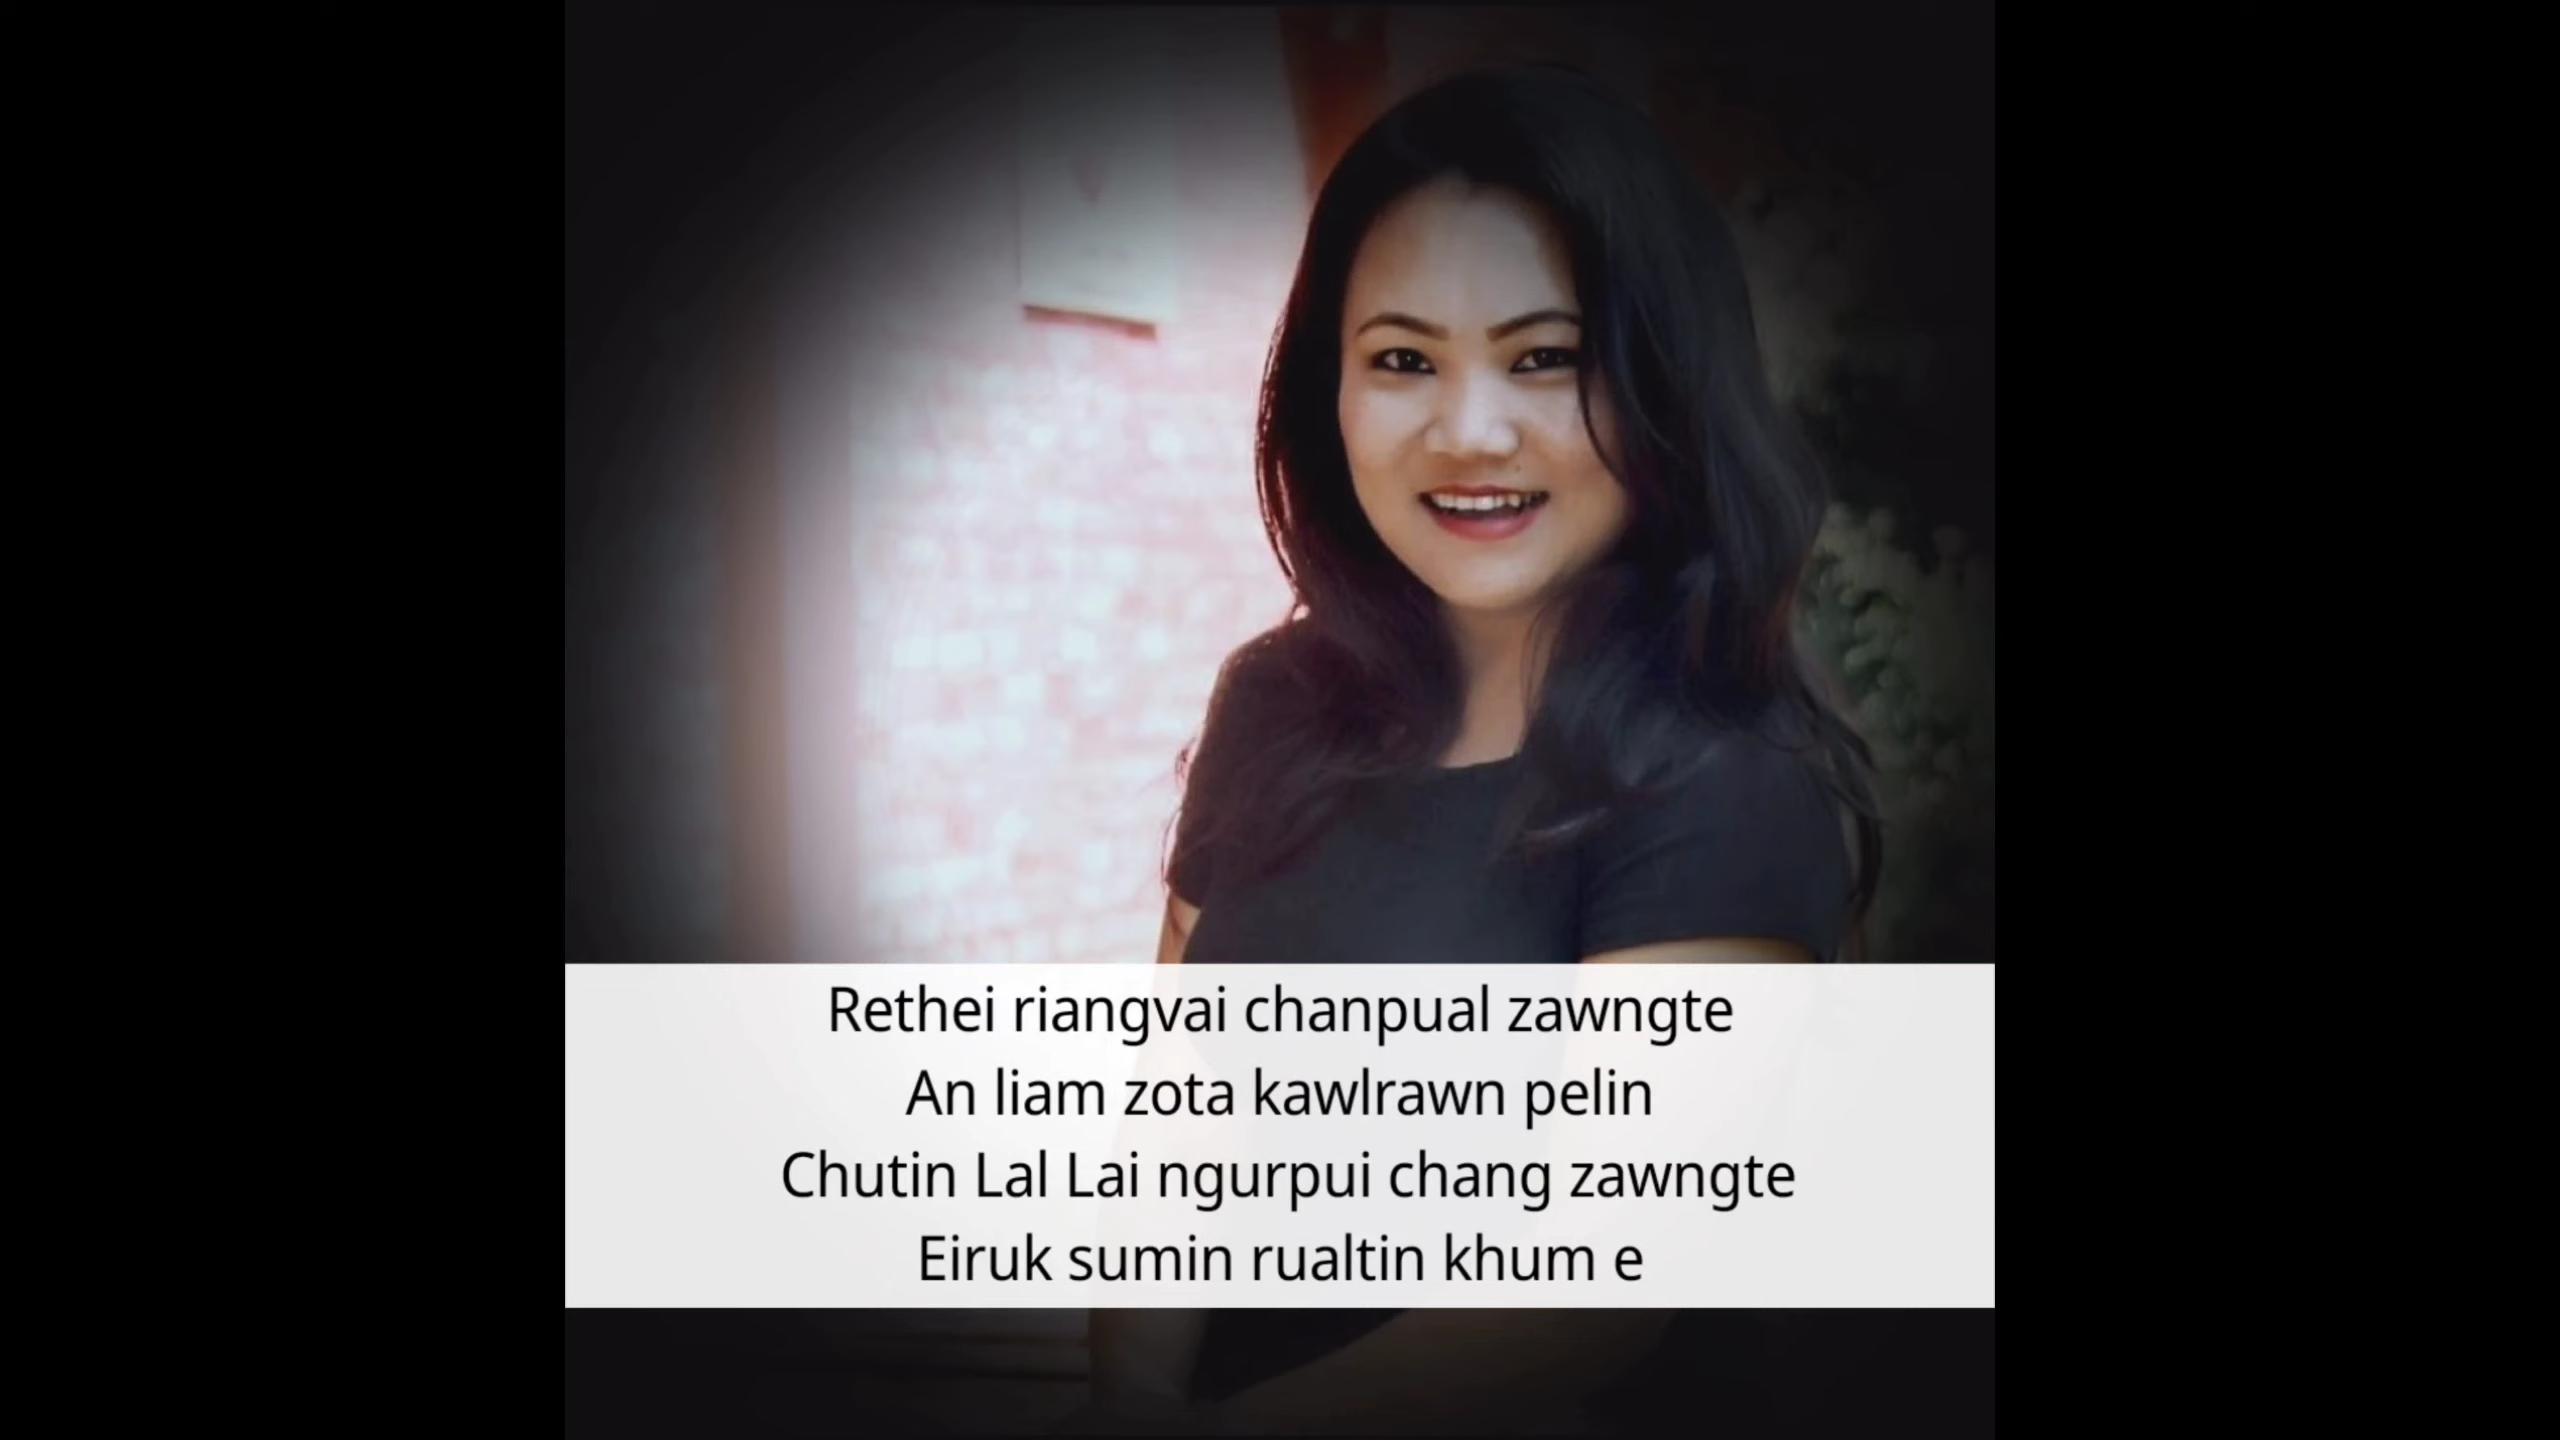 Rethei riangvai chanpual zawngte
An liam zota kawlrawn pelin
Chutin Lal Lai ngurpui chang zawngte
Eiruk sumin rualtin khum e